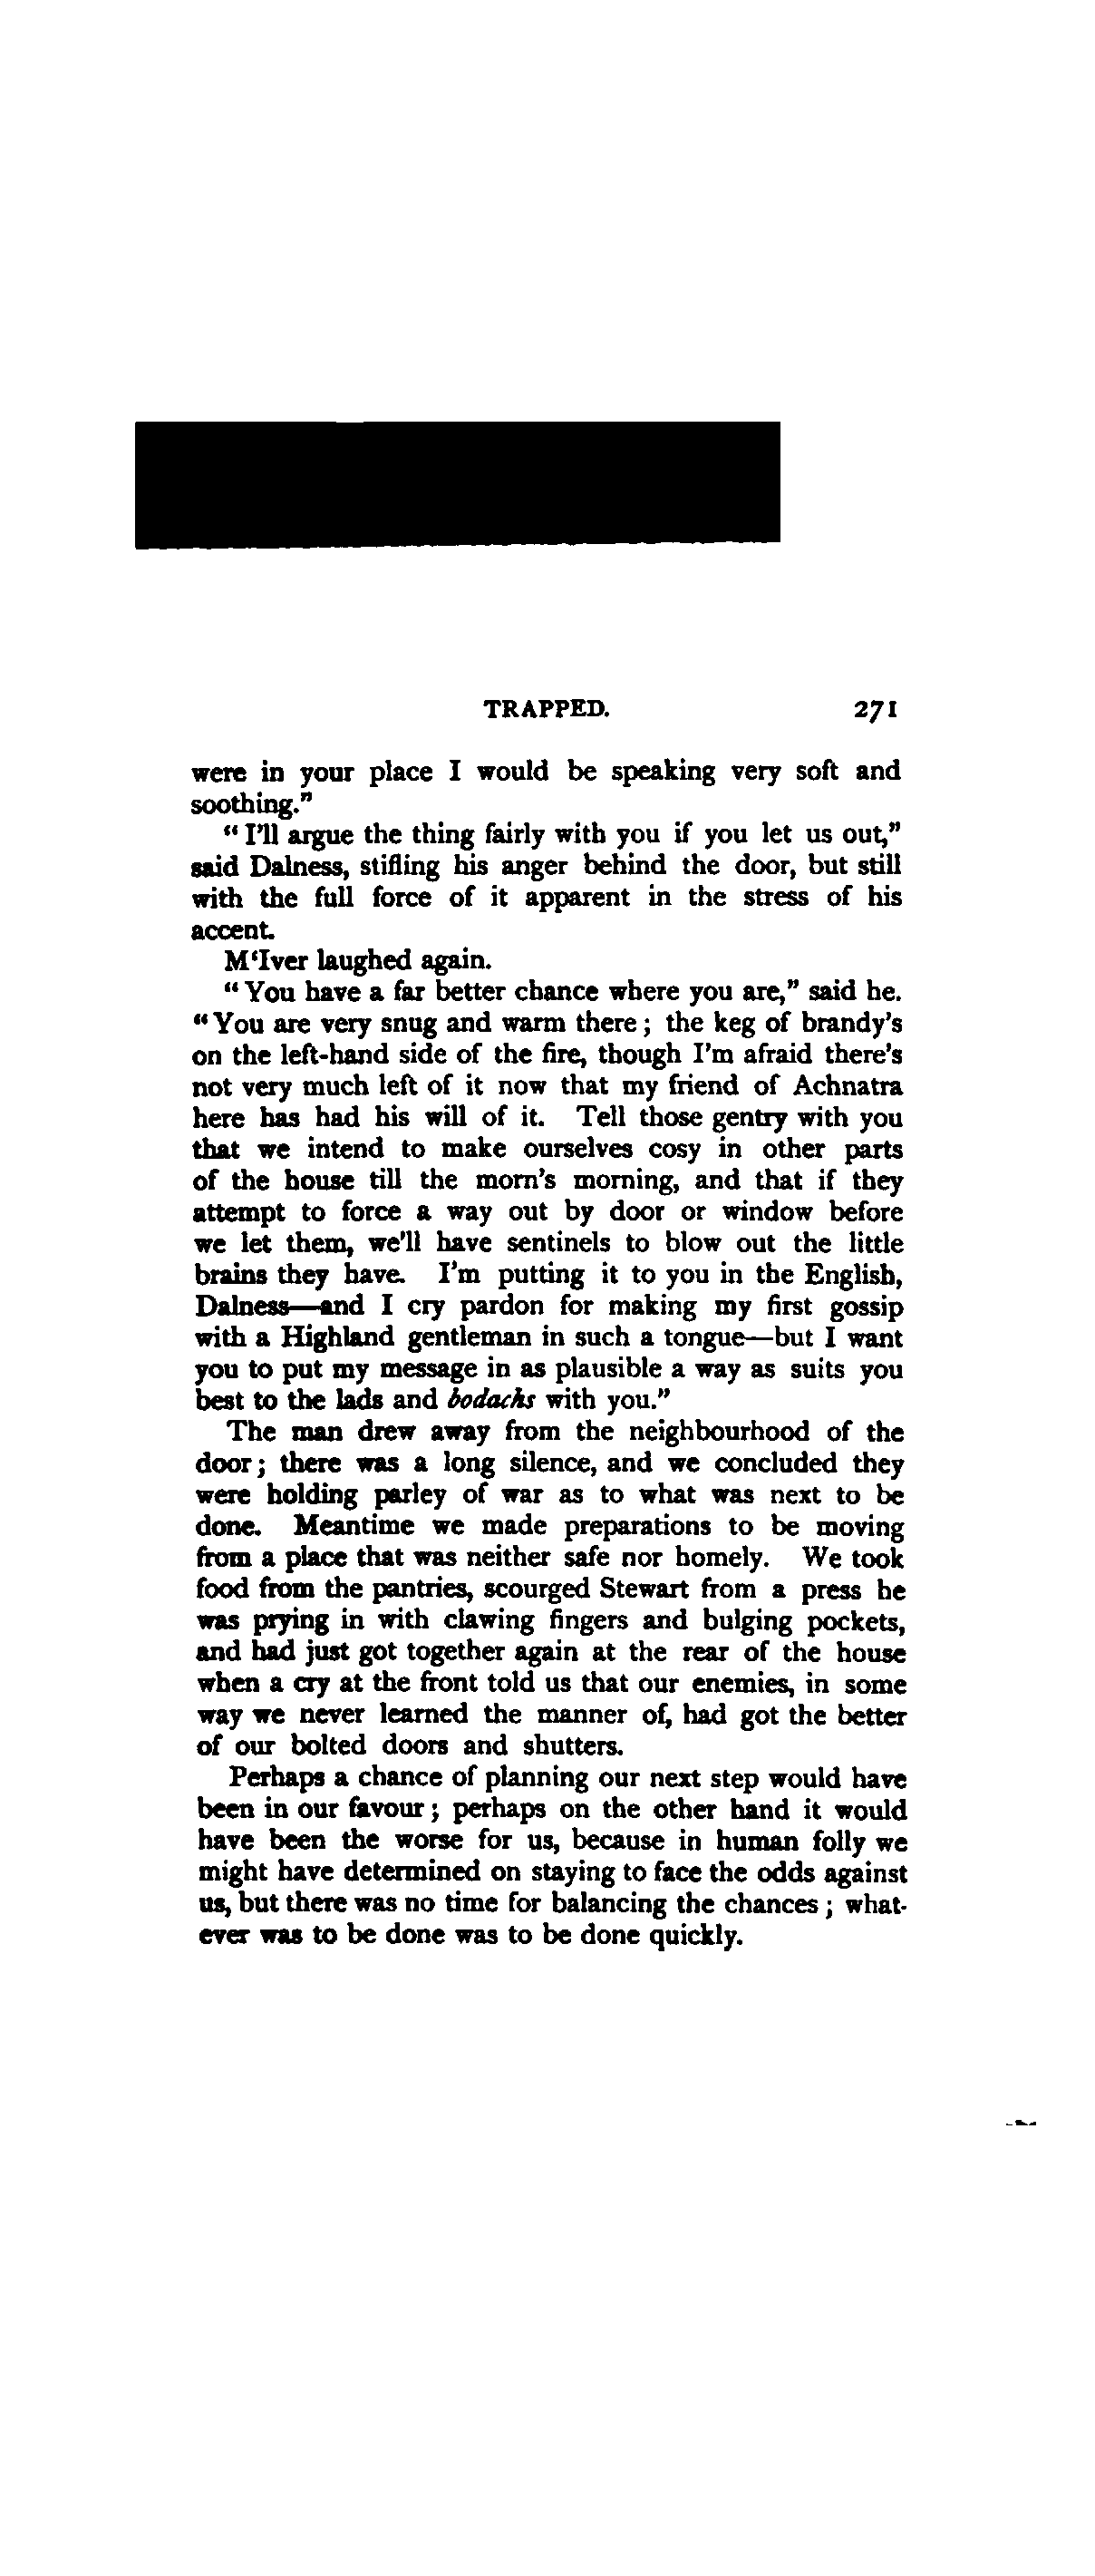 TRAPPED. 271
were in your place I would be speaking very soft and
soothing."
"I'll argue the thing fairly with you if you let us out,"
said Dalness, stifling his anger behind the door, but still
with the full force of it apparent in the stress of his
accent.
M'Iver laughed again.
"You have a far better chance where you are," said he.
"You are very snug and warm there; the keg of brandy's
on the left-hand side of the fire, though I'm afraid there's
not very much left of it now that my friend of Achnatra
here has had his will of it. Tell those gentry with you
that we intend to make ourselves cosy in other parts
of the house till the morn's morning, and that if they
attempt to force a way out by door or window before
we let them, we'll have sentinels to blow out the little
brains they have. I'm putting it to you in the English,
Dalness—and I cry pardon for making my first gossip
with a Highland gentleman in such a tongue—but I want
you to put my message in as plausible a way as suits you
best to the lads and bodachs with you."
The man drew away from the neighbourhood of the
door; there was a long silence, and we concluded they
were holding parley of war as to what was next to be
done. Meantime we made preparations to be moving
from a place that was neither safe nor homely. We took
food from the pantries, scourged Stewart from a press he
was prying in with clawing fingers and bulging pockets,
and had just got together again at the rear of the house
when a cry at the front told us that our enemies, in some
way we never learned the manner of, had got the better
of our bolted doors and shutters.
Perhaps a chance of planning our next step would have
been in our favour; perhaps on the other hand it would
have been the worse for us, because in human folly we
might have determined on staying to face the odds against
us, but there was no time for balancing the chances; what-
ever was to be done was to be done quickly.